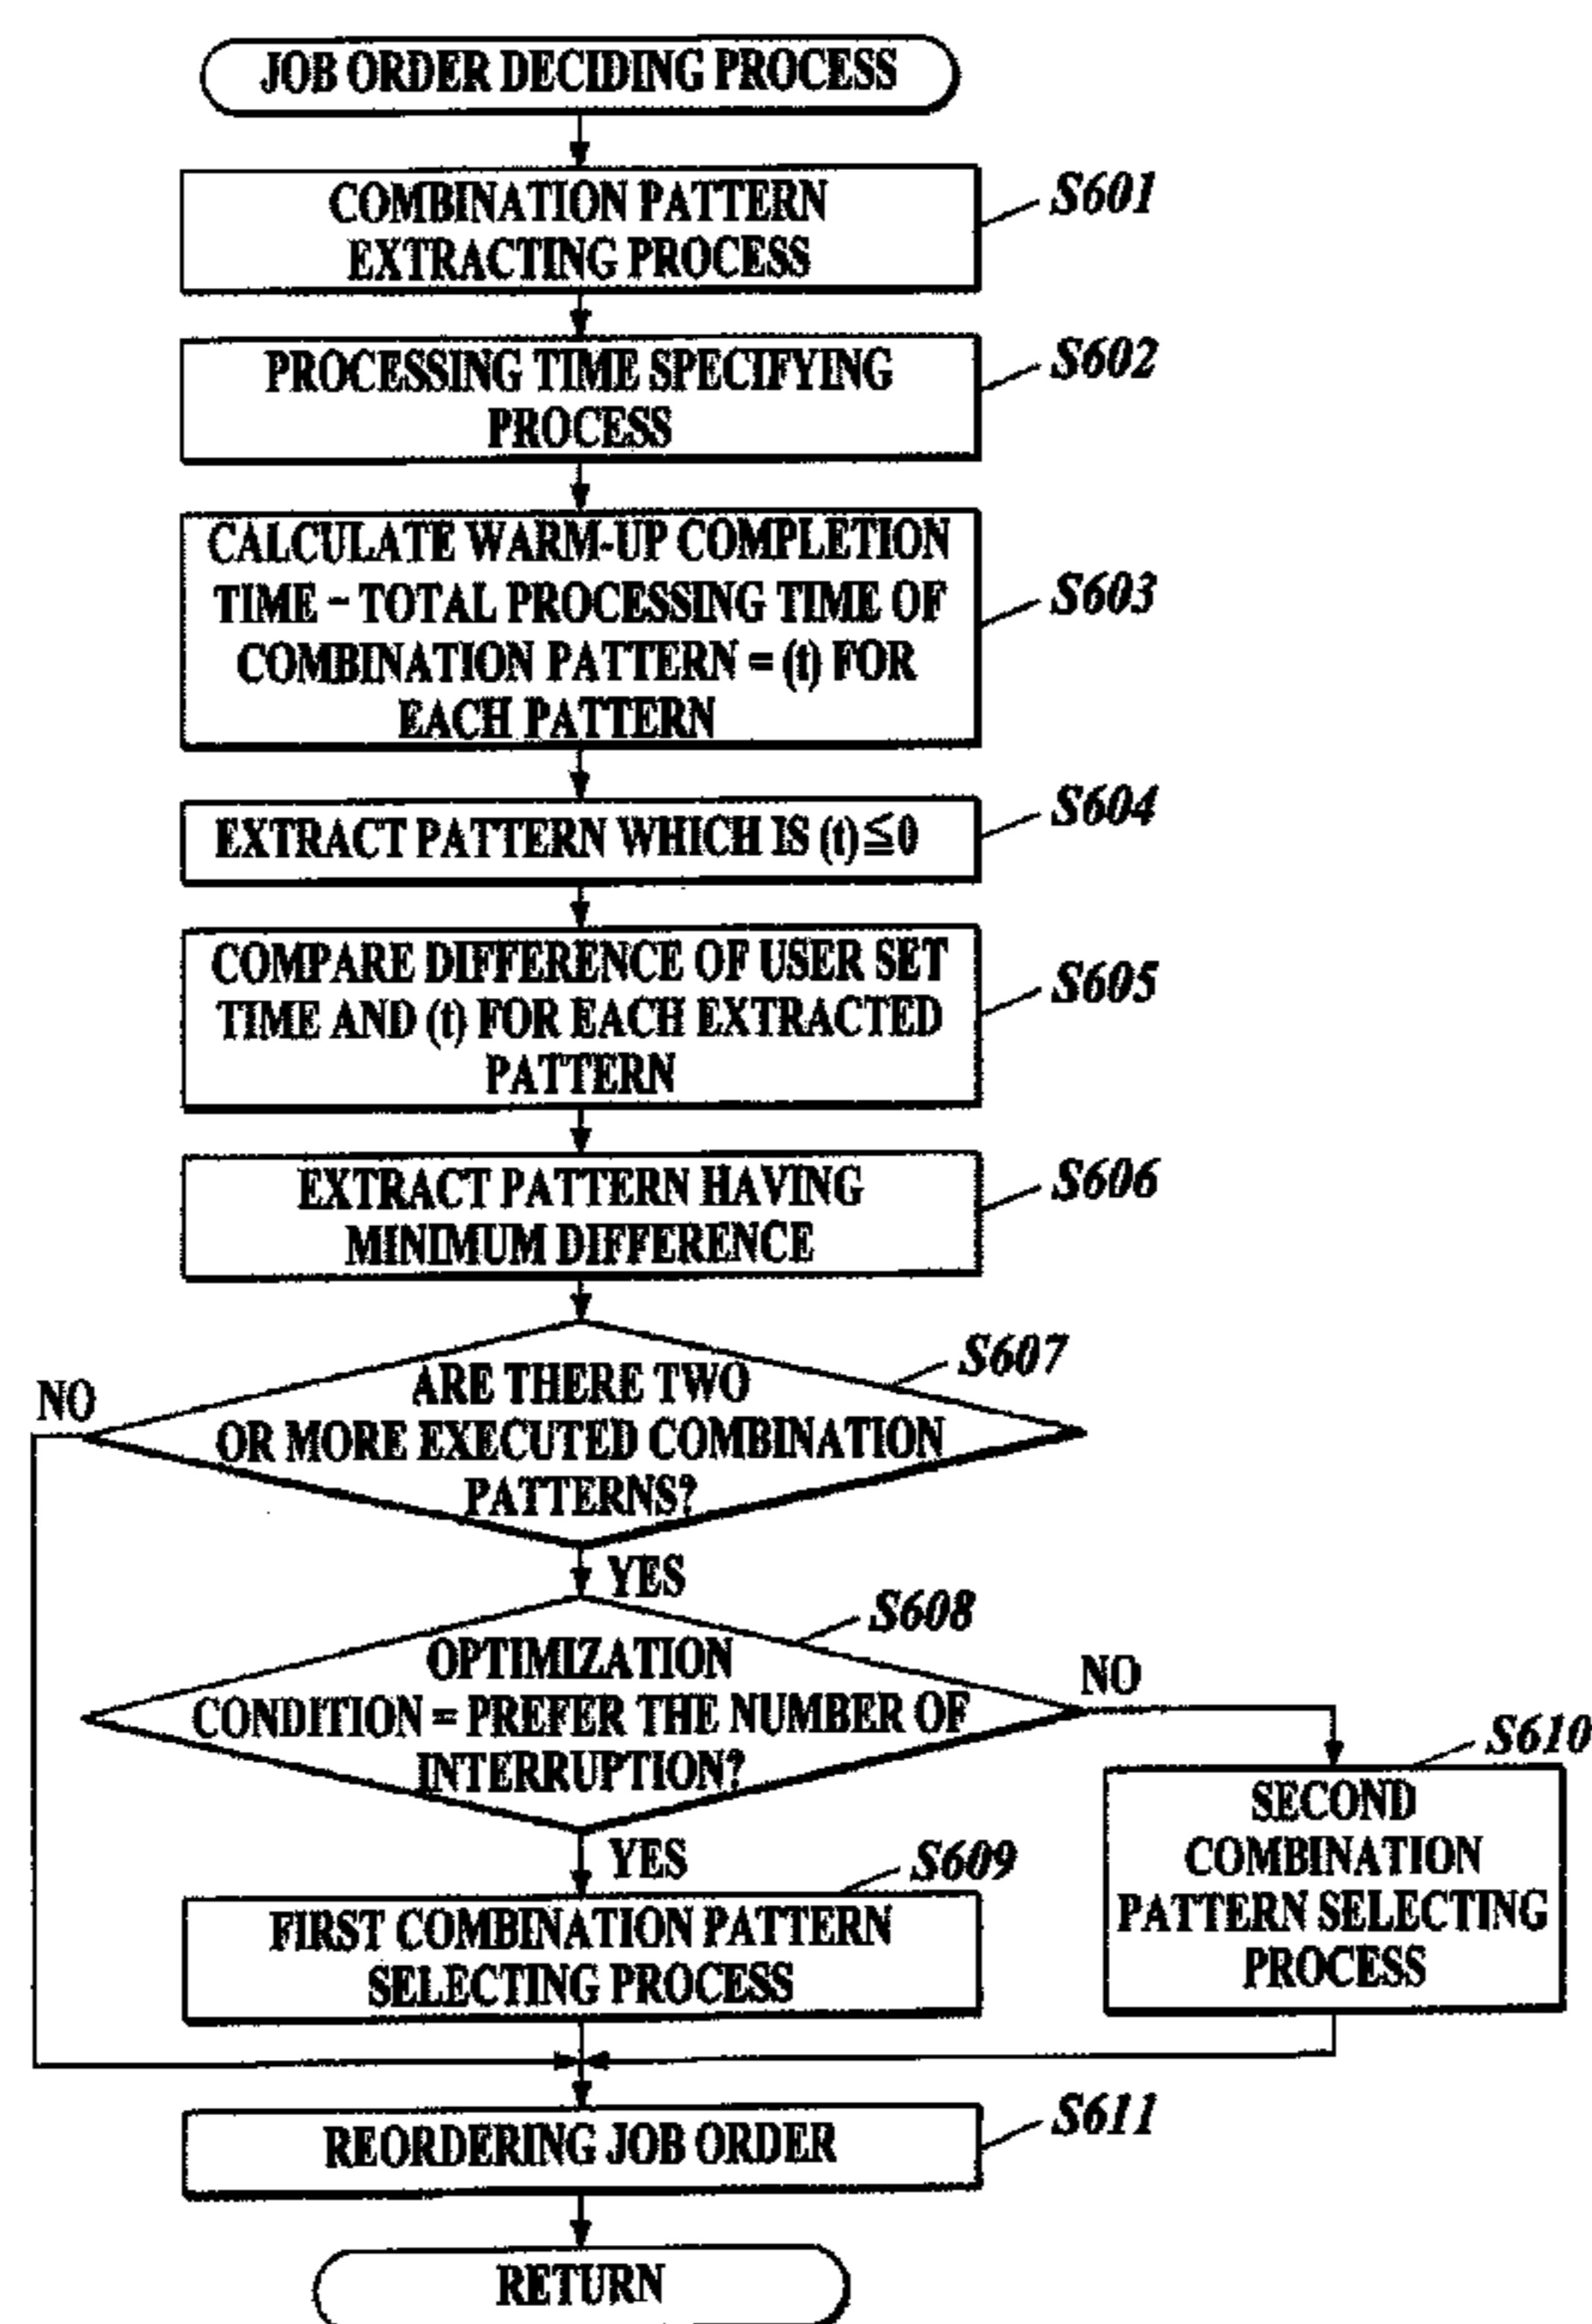 JOB ORDER DECIDING PROCESS
COMBINATION PATTERN
EXTRACTING PROCESS
S601
PROCESSING TIME SPECIFYING
PROCESS
S602
CALCULATE WARM-UP COMPLETION
TIME - TOTAL PROCESSING TIME OF
COMBINATION PATTERN = (t) FOR
EACH PATTERN
S603
EXTRACT PATTERN WHICH IS (t)≦0
S604
COMPARE DIFFERENCE OF USER SET
TIME AND (t) FOR EACH EXTRACTED
PATTERN
S605
EXTRACT PATTERN HAVING
MINIMUM DIFFERENCE
S606
S607
NO
ARE THERE TWO
OR MORE EXECUTED COMBINATION
PATTERNS?
YES
S608
OPTIMIZATION
CONDITION = PREFER THE NUMBER OF
INTERRUPTION?
NO
S610
SECOND
COMBINATION
PATTERN SELECTING
PROCESS
YES
S609
FIRST COMBINATION PATTERN
SELECTING PROCESS
REORDERING JOB ORDER
S611
RETURN